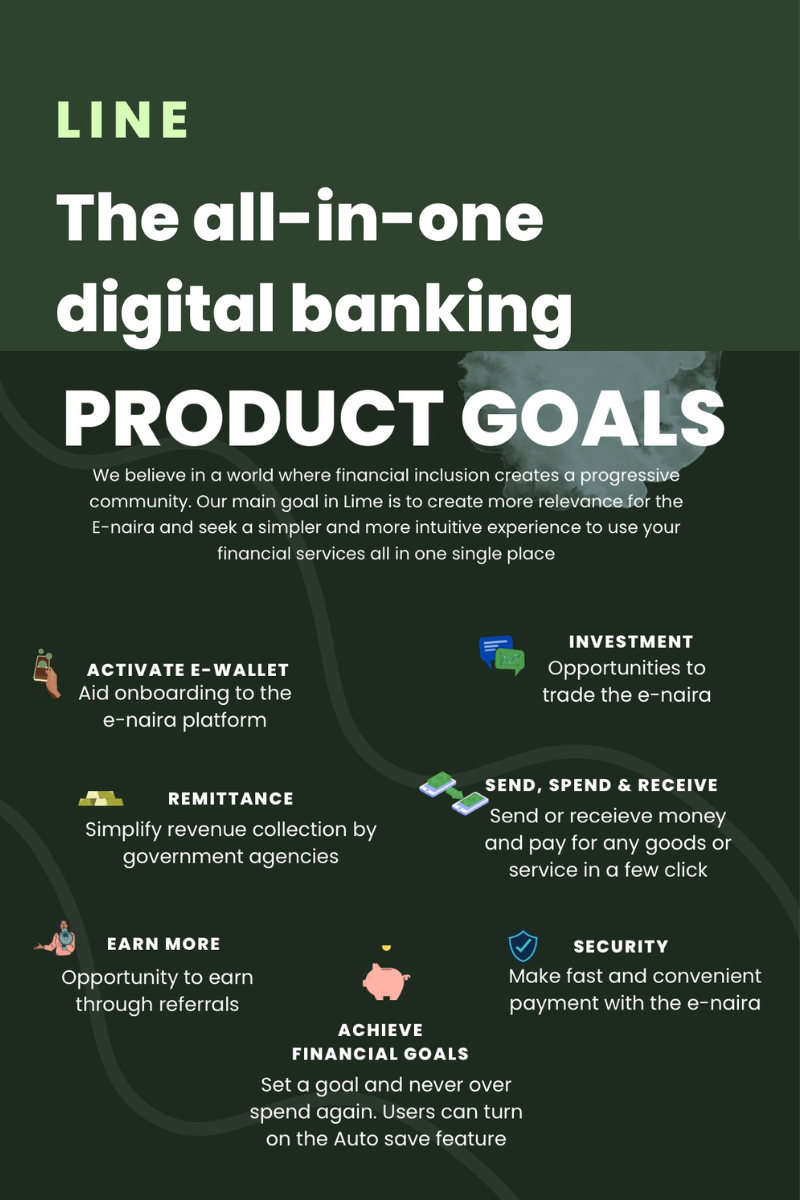 LINE
The all-in-one
digital banking
PRODUCT GOALS
We believe in a world where financial inclusion creates a progressive
community. Our main goal in Lime is to create more relevance for the
E-naira and seek a simpler and more intuitive experience to use your
financial services all in one single place
ACTIVATE E-WALLET
Aid onboarding to the
e-naira platform
INVESTMENT
Opportunities to
trade the e-naira
REMITTANCE
Simplify revenue collection by
government agencies
SEND, SPEND & RECEIVE
Send or receieve money
and pay for any goods or
service in a few click
EARN MORE
Opportunity to earn
through referrals
SECURITY
Make fast and convenient
payment with the e-naira
ACHIEVE
FINANCIAL GOALS
Set a goal and never over
spend again. Users can turn
on the Auto save feature